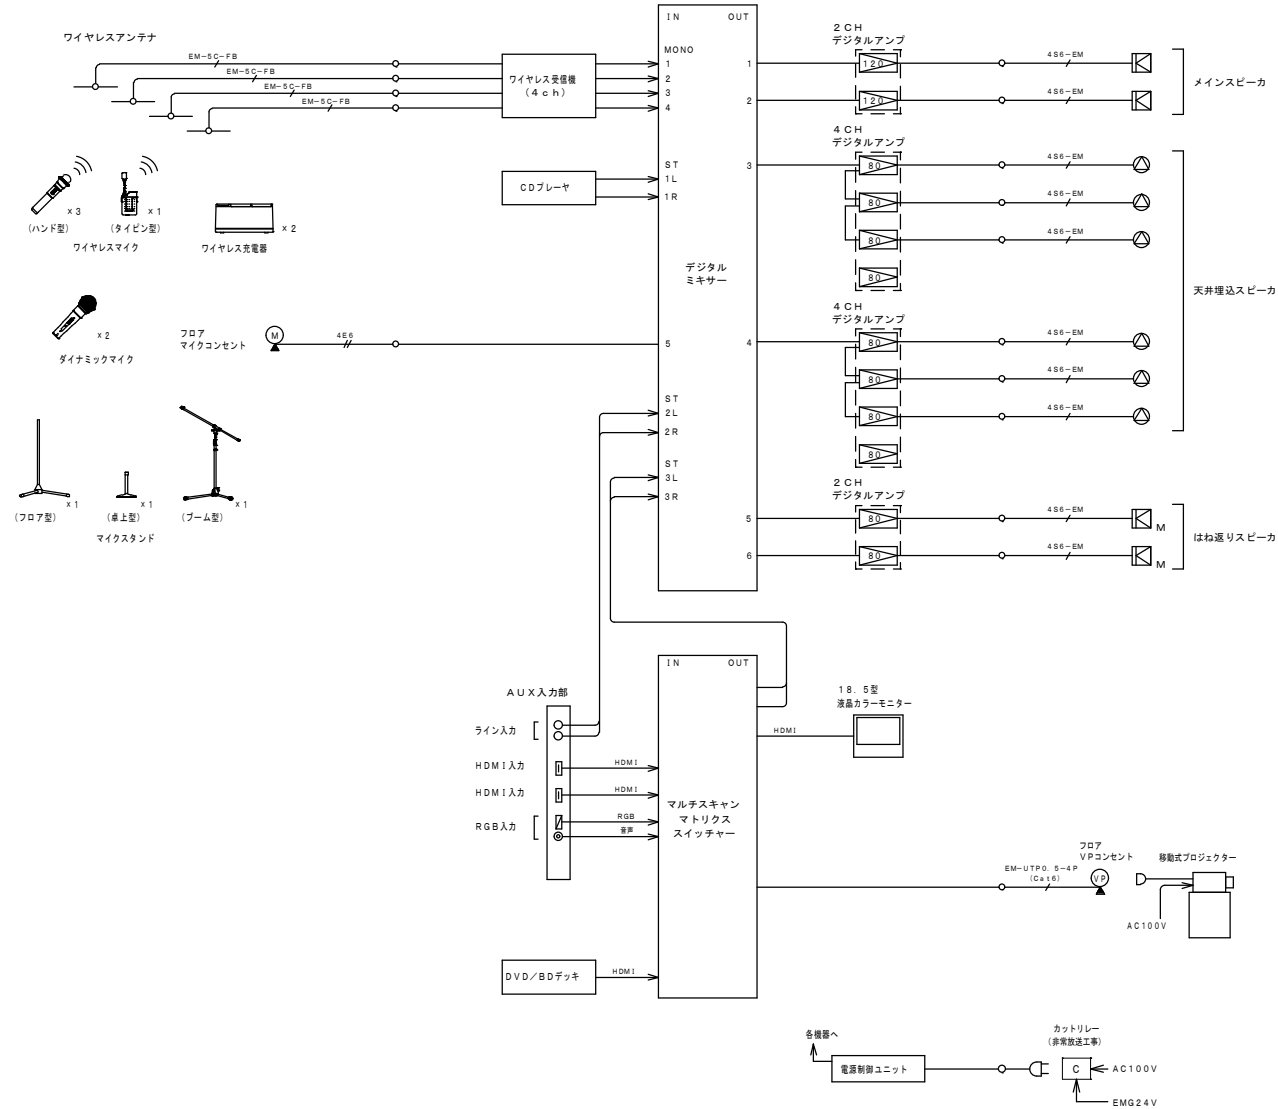 ワイヤレスアンテナ
EM-5C-FB
EM-5C-FB
EM-5C-FB
EM-5C-FB
ワイヤレス受信機
(4ch)
IN OUT
MONO
1
2
3
4
ST
1L
1R
CDプレーヤ
×3
(ハンド型)
×1
(タイピン型)
ワイヤレスマイク
×2
ワイヤレス充電器
デジタル
ミキサー
×2
ダイナミックマイク
フロア
マイクコンセント
M
4E6
5
ST
2L
2R
ST
3L
3R
×1
(フロア型)
×1
(卓上型)
×1
(ブーム型)
マイクスタンド
1
2
3
4
5
6
2CH
デジタルアンプ
120
4S6-EM
120
4S6-EM
メインスピーカ
4CH
デジタルアンプ
80
4S6-EM
80
4S6-EM
80
4S6-EM
80
天井埋込スピーカ
4CH
デジタルアンプ
80
4S6-EM
80
4S6-EM
80
4S6-EM
80
2CH
デジタルアンプ
80
4S6-EM
M
80
4S6-EM
M
はね返りスピーカ
IN OUT
AUX入力部
ライン入力
HDMI入力
HDMI
HDMI入力
HDMI
RGB入力
RGB
音声
マルチスキャン
マトリクス
スイッチャー
18.5型
液晶カラーモニター
HDMI
EM-UTP0.5-4P
(Cat6)
フロア
VPコンセント
VP
移動式プロジェクター
AC100V
DVD/BDデッキ
HDMI
各機器へ
電源制御ユニット
カットリレー
(非常放送工事)
C
AC100V
EMG24V